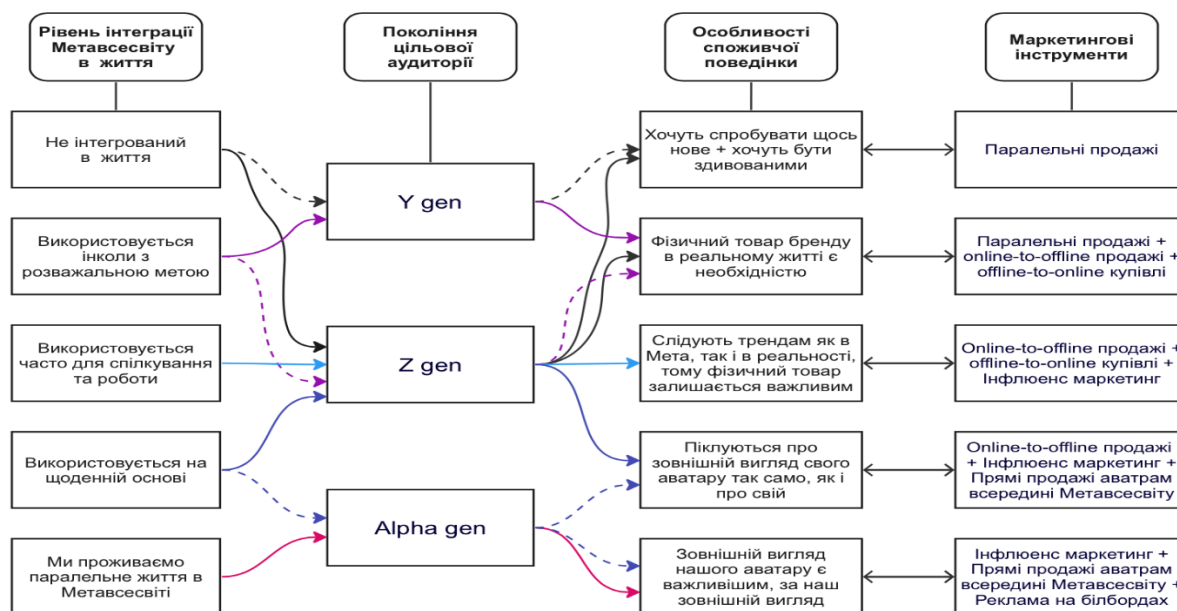 Рівень інтеграції
Метавсесвіту
в життя
Покоління
цільової
аудиторії
Особливості
споживчої
поведінки
Маркетингові
інструменти
Не інтегрований
в життя
Хочуть спробувати щось
нове + хочуть бути
здивованими
Паралельні продажі
Y gen
Використовується
інколи з
розважальною метою
Фізичний товар бренду
в реальному житті є
необхідністю
Паралельні продажі +
online-to-offline продажі +
offline-to-online купівлі
Використовується
часто для спілкування
та роботи
Z gen
Слідують трендам як в
Мета, так і в реальності,
тому фізичний товар
залишається важливим
Online-to-offline продажі +
offline-to-online купівлі +
Інфлюенс маркетинг
Використовується на
щоденній основі
Піклуються про
зовнішній вигляд свого
аватару так само, як і
про свій
Online-to-offline продажі
+ Інфлюенс маркетинг +
Прямі продажі аватрам
всередині Метавсесвіту
Alpha gen
Ми проживаємо
паралельне життя в
Метавсесвіті
Зовнішній вигляд
нашого аватару є
важливішим, за наш
зовнішній вигляд
Інфлюенс маркетинг +
Прямі продажі аватрам
всередині Метавсесвіту +
Реклама на білбордах